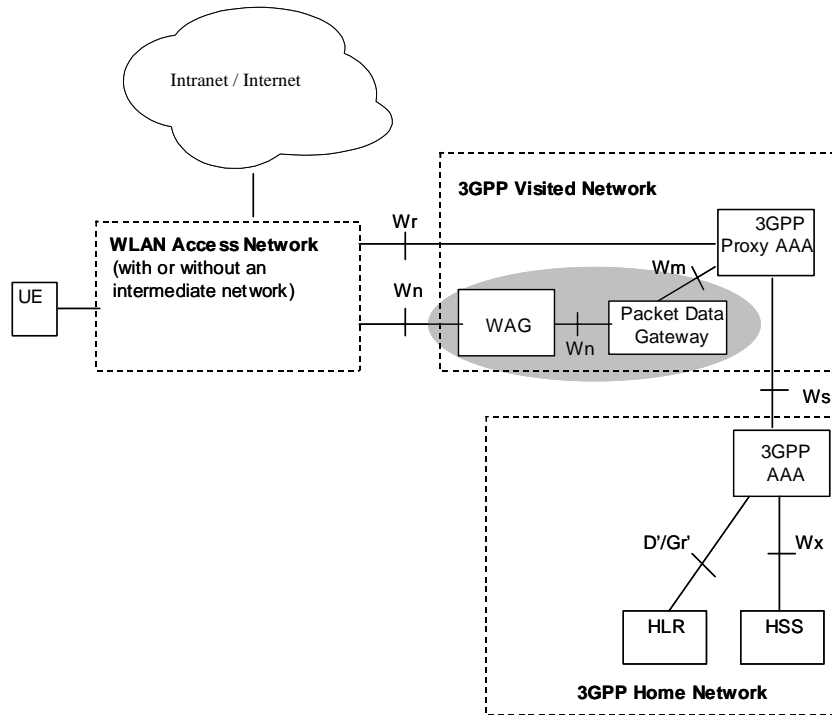 Intranet / Internet
3GPP Visited Network
Wr
3GPP
Proxy AAA
WLAN Access Network
(with or without an
intermediate network)
Wm
UE
Wn
WAG
Wn
Packet Data
Gateway
Ws
3GPP
AAA
D'/Gr'
Wx
HLR
HSS
3GPP Home Network